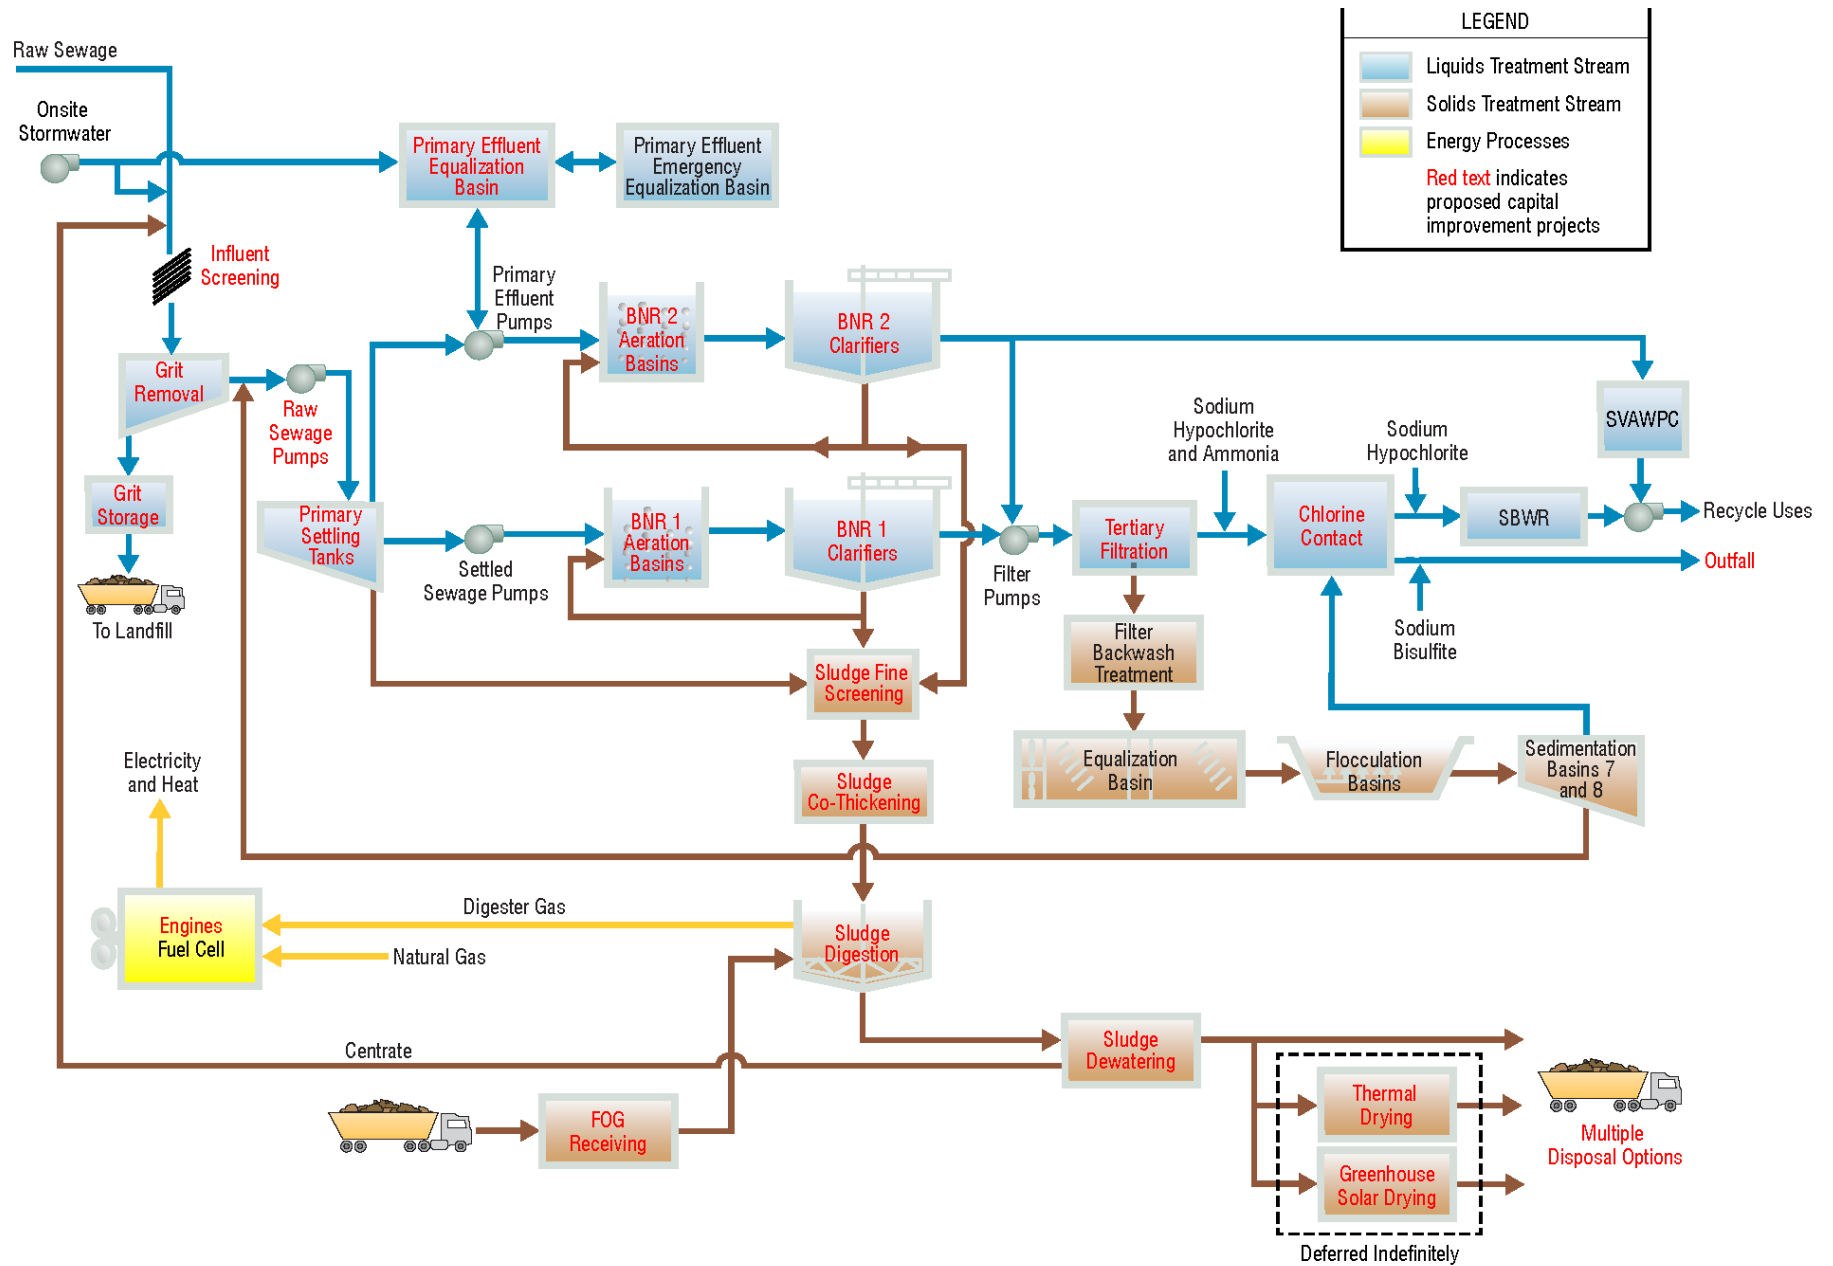 LEGEND
Liquids Treatment Stream
Solids Treatment Stream
Energy Processes
Red text indicates
proposed capital
improvement projects
Raw Sewage
Onsite
Stormwater
Primary Effluent
Equalization
Basin
Primary Effluent
Emergency
Equalization Basin
Influent
Screening
Primary
Effluent
Pumps
BNR 2
Aeration
Basins
BNR 2
Clarifiers
Grit
Removal
Raw
Sewage
Pumps
SVAWPC
Sodium
Hypochlorite
and Ammonia
Sodium
Hypochlorite
Grit
Storage
Primary
Settling
Tanks
Settled
Sewage Pumps
BNR 1
Aeration
Basins
BNR 1
Clarifiers
Filter
Pumps
Tertiary
Filtration
Chlorine
Contact
SBWR
Recycle Uses
Outfall
Sodium
Bisulfite
To Landfill
Filter
Backwash
Treatment
Sludge Fine
Screening
Equalization
Basin
Flocculation
Basins
Sedimentation
Basins 7
and 8
Electricity
and Heat
Sludge
Co-Thickening
Engines
Fuel Cell
Digester Gas
Natural Gas
Sludge
Digestion
Centrate
Sludge
Dewatering
FOG
Receiving
Thermal
Drying
Greenhouse
Solar Drying
Multiple
Disposal Options
Deferred Indefinitely